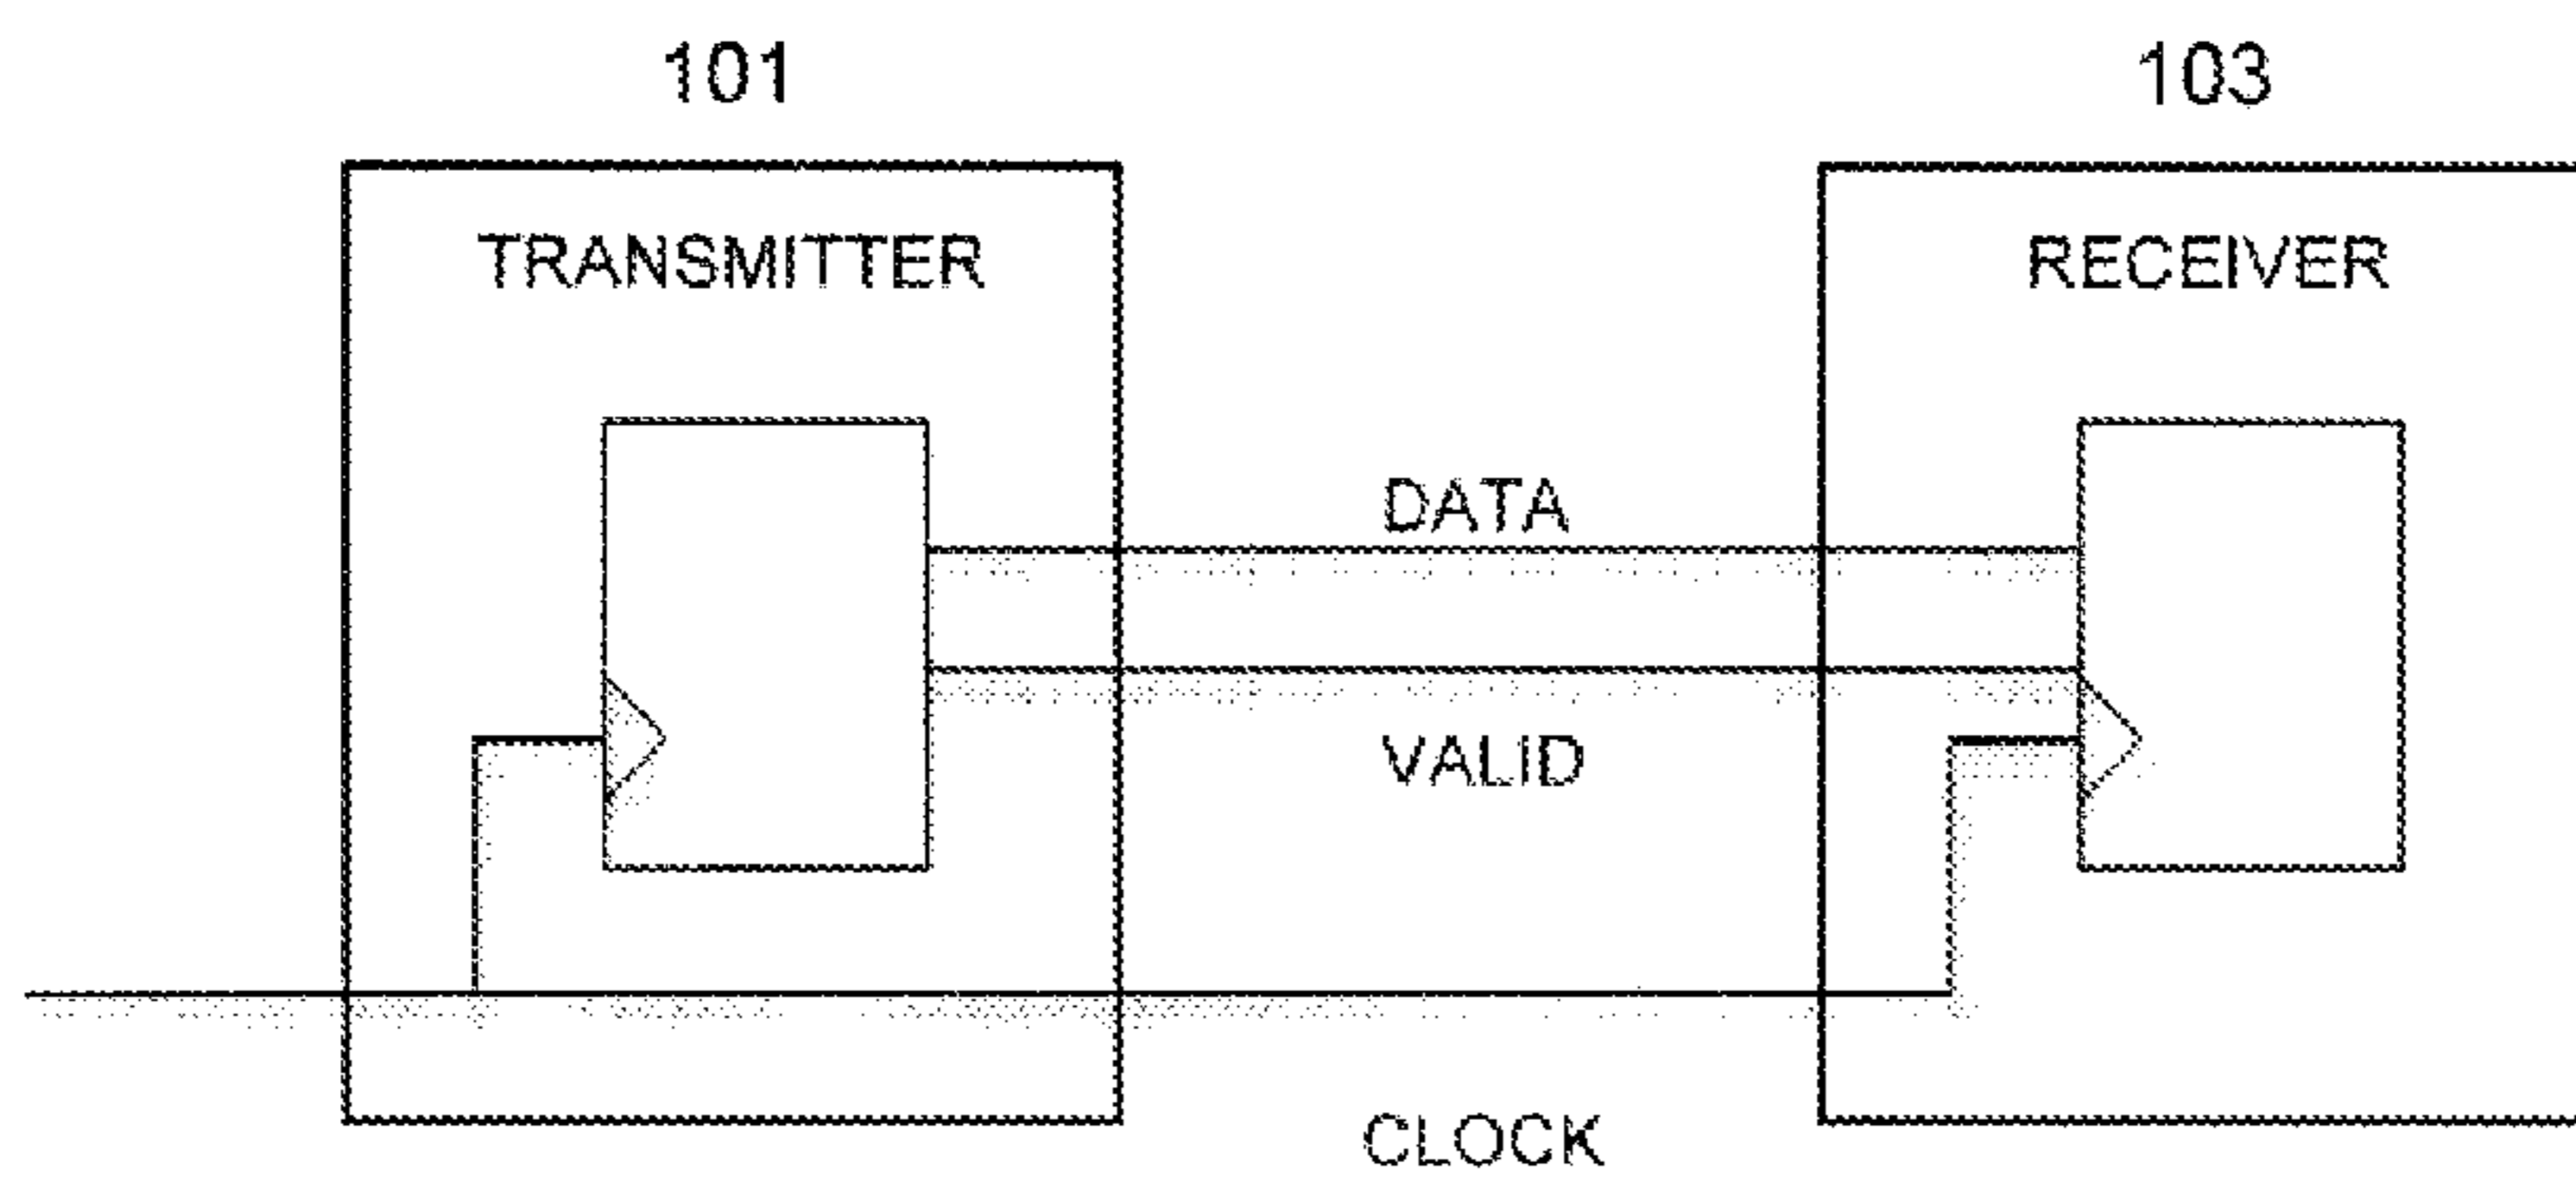 101
103
TRANSMITTER
RECEIVER
DATA
VALID
CLOCK